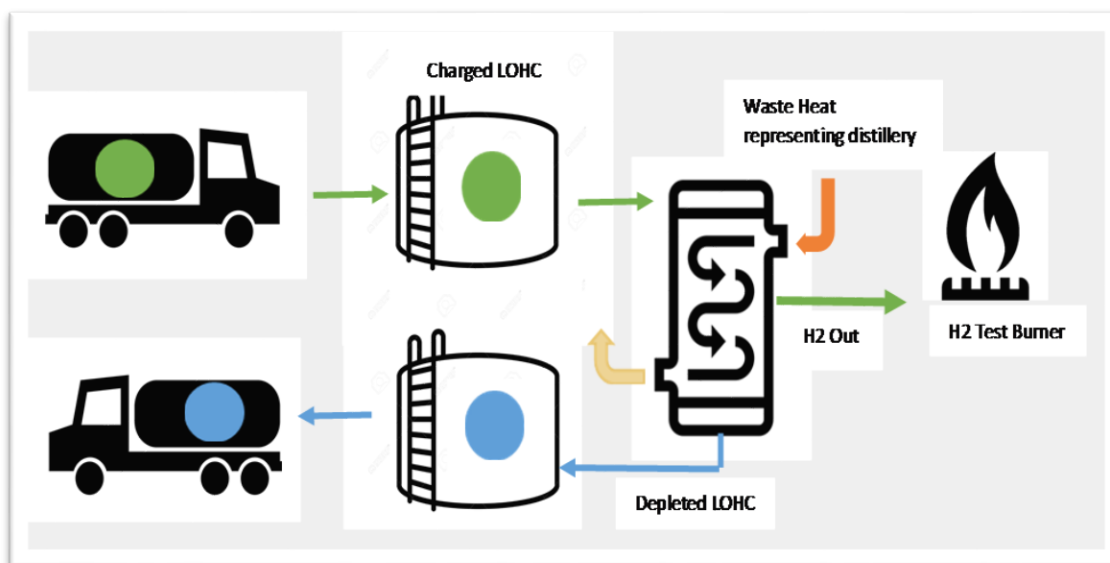 Charged LOHC
Waste Heat
representing distillery
H2 Out
H2 Test Burner
Depleted LOHC